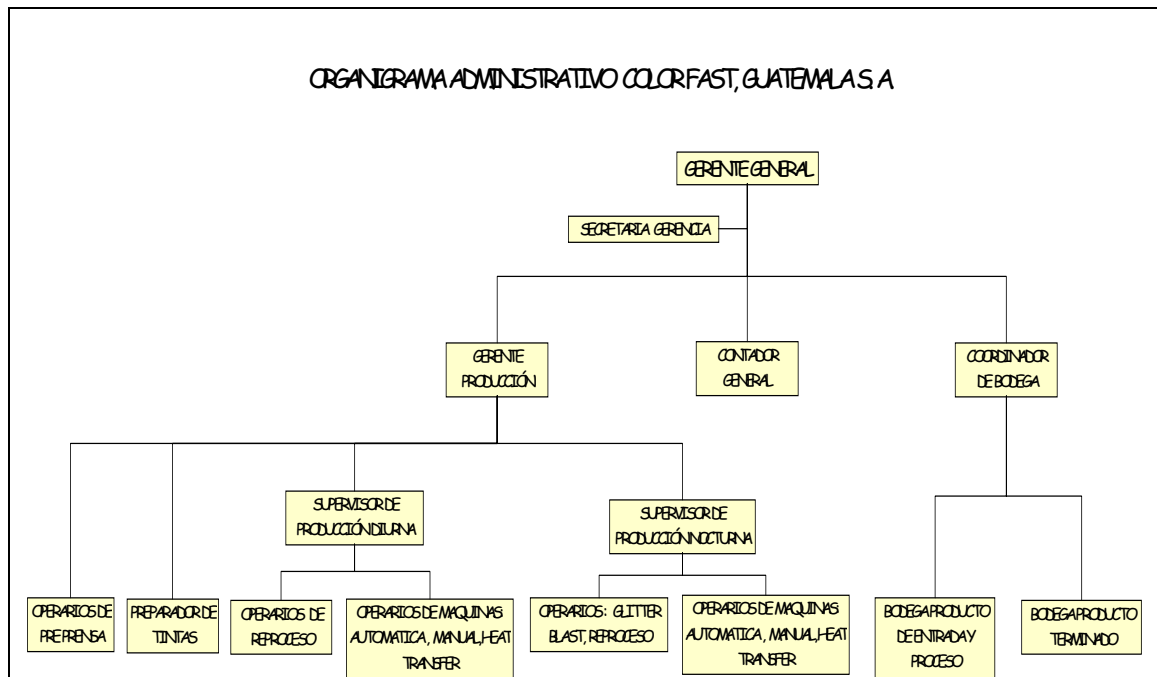 ORGANIGRAMA ADMINISTRATIVO COLORFAST, GUATEMALA S. A.
GERENTE GENERAL
SECRETARIA GERENCIA
GERENTE
PRODUCCIÓN
CONTADOR
GENERAL
COORDINADOR
DE BODEGA
SUPERVISOR DE
PRODUCCIÓN DIURNA
SUPERVISOR DE
PRODUCCIÓN NOCTURNA
OPERARIOS DE
PREPRENSA
PREPARADOR DE
TINTAS
OPERARIOS DE
REPROCESO
OPERARIOS DE MAQUINAS:
AUTOMATICA, MANUAL, HEAT
TRANSFER
OPERARIOS: GLITTER
BLAST, REPROCESO
OPERARIOS DE MAQUINAS:
AUTOMATICA, MANUAL, HEAT
TRANSFER
BODEGA PRODUCTO
DE ENTRADA Y
PROCESO
BODEGA PRODUCTO
TERMINADO